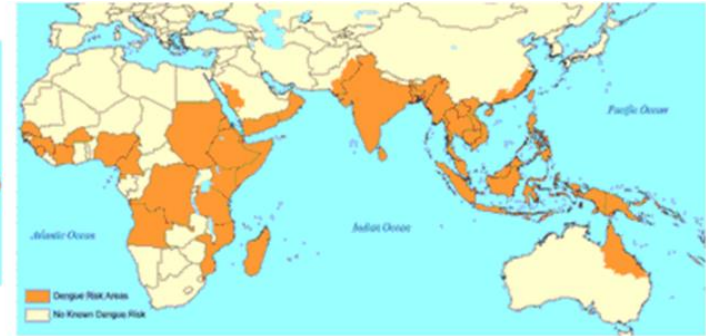 Pacific Ocean
Atlantic Ocean
Indian Ocean
Dengue Risk Areas
No Known Dengue Risk